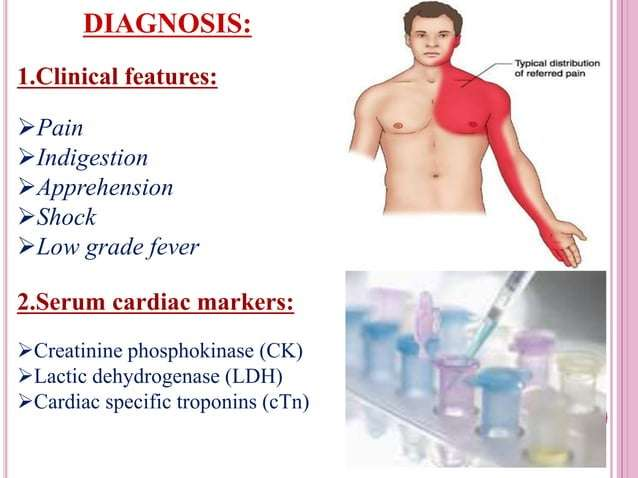 DIAGNOSIS:
1.Clinical features:
➢Pain
➢Indigestion
➢Apprehension
➢Shock
➢Low grade fever
2.Serum cardiac markers:
➢Creatinine phosphokinase (CK)
➢Lactic dehydrogenase (LDH)
➢Cardiac specific troponins (cTn)
Typical distribution
of referred pain